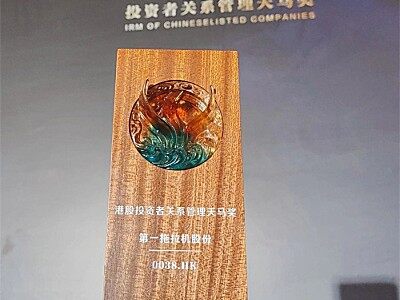 投资者关系管理天马奖
IRM OF CHINESELISTED COMPANIES
港股投资者关系管理天马奖
第一拖拉机股份
0038.HK